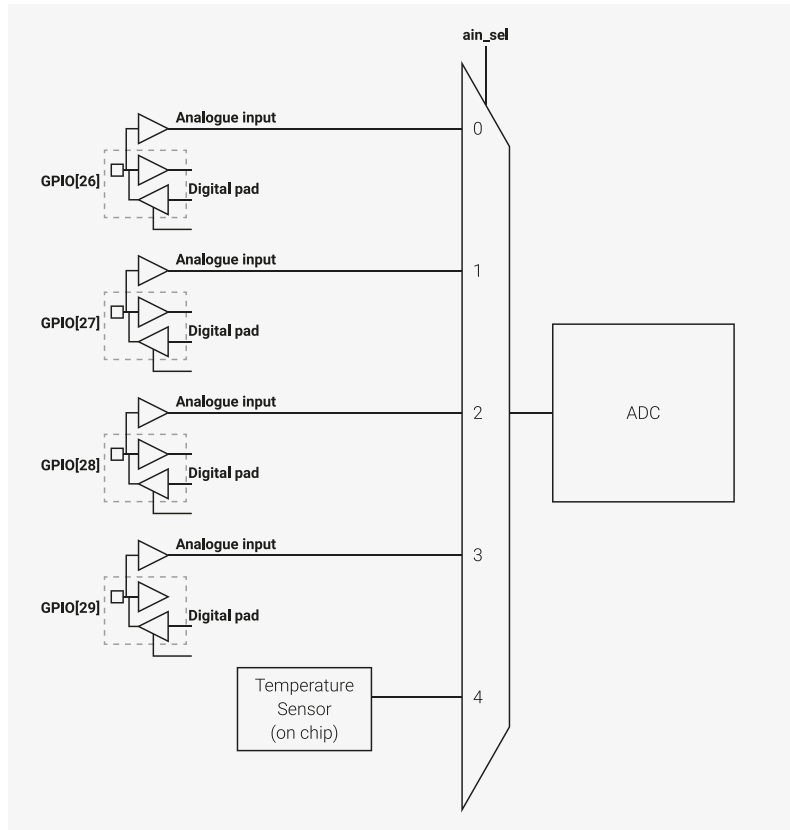 ain_sel
Analogue input
0
GPIO[26]
Digital pad
Analogue input
1
GPIO[27]
Digital pad
Analogue input
2
ADC
GPIO[28]
Digital pad
Analogue input
3
GPIO[29]
Digital pad
Temperature
Sensor
(on chip)
4